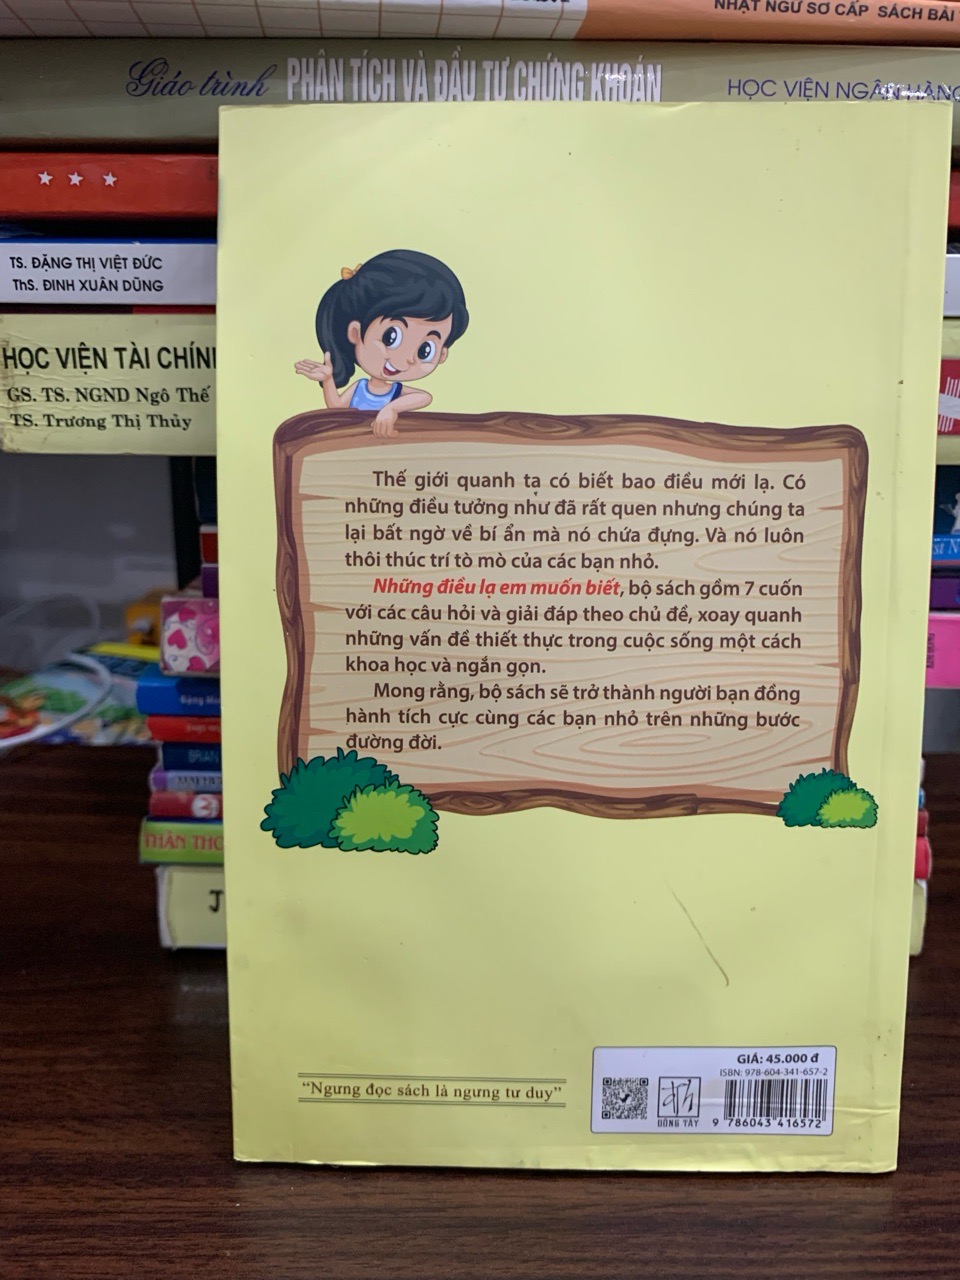 NHẬT NGỮ SƠ CẤP SÁCH BÀI
Giáo trình PHÂN TÍCH VÀ ĐẦU TƯ CHỨNG KHOÁN HỌC VIỆN NGÂN HÀNG
TS. ĐẶNG THỊ VIỆT ĐỨC
ThS. ĐINH XUÂN DŨNG
HỌC VIỆN TÀI CHÍN
GS. TS. NGND Ngô Thế
TS. Trương Thị Thủy
Thế giới quanh ta có biết bao điều mới lạ. Có
những điều tưởng như đã rất quen nhưng chúng ta
lại bất ngờ về bí ẩn mà nó chứa đựng. Và nó luôn
thôi thúc trí tò mò của các bạn nhỏ.
Những điều lạ em muốn biết, bộ sách gồm 7 cuốn
với các câu hỏi và giải đáp theo chủ đề, xoay quanh
những vấn đề thiết thực trong cuộc sống một cách
khoa học và ngắn gọn.
Mong rằng, bộ sách sẽ trở thành người bạn đồng
hành tích cực cùng các bạn nhỏ trên những bước
đường đời.
BRIAN
THẦN THO
J
"Ngưng đọc sách là ngưng tư duy"
GIÁ: 45.000 đ
ISBN: 978-604-341-657-2
ĐÔNG TÂY
9 786043 416572